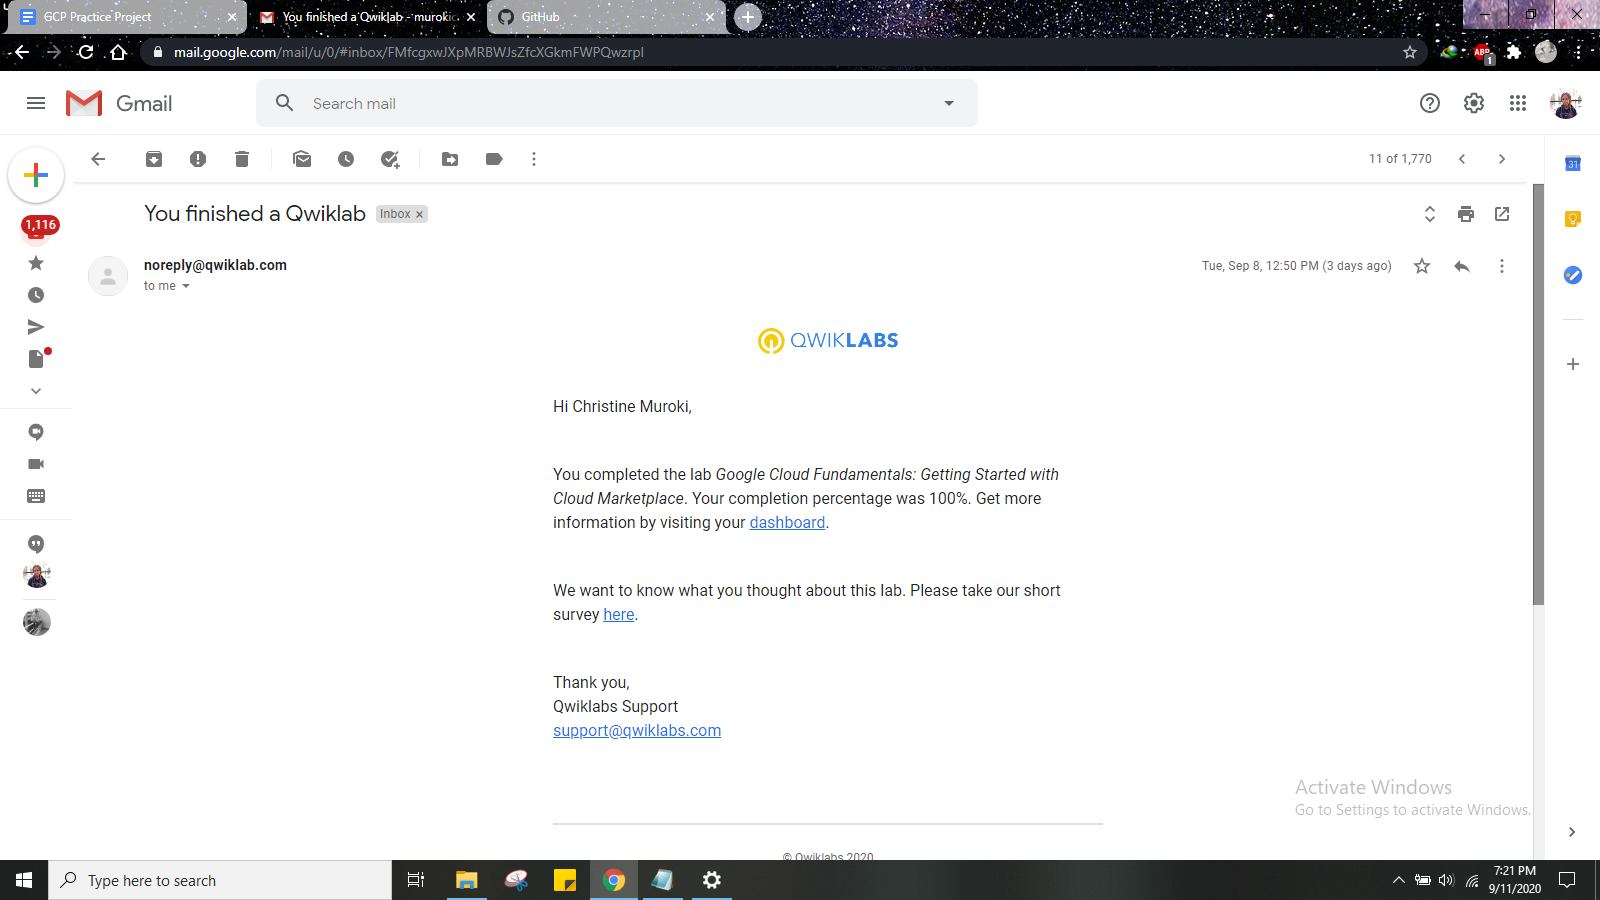 GCP Practice Project
You finished a Qwiklab - muroki
GitHub
mail.google.com/mail/u/0/#inbox/FMfcgxwJXpMRBWJsZfcXGkmFWPQwzrpl
ABP
1
Gmail
Search mail
11 of 1,770
31
1,116
You finished a Qwiklab
Inbox ×
noreply@qwiklab.com
Tue, Sep 8, 12:50 PM (3 days ago)
to me
QWIKLABS
Hi Christine Muroki,
You completed the lab Google Cloud Fundamentals: Getting Started with
Cloud Marketplace. Your completion percentage was 100%. Get more
information by visiting your dashboard.
We want to know what you thought about this lab. Please take our short
survey here.
Thank you,
Qwiklabs Support
support@qwiklabs.com
Activate Windows
Go to Settings to activate Windows.
© Qwiklabs 2020
Type here to search
7:21 PM
9/11/2020